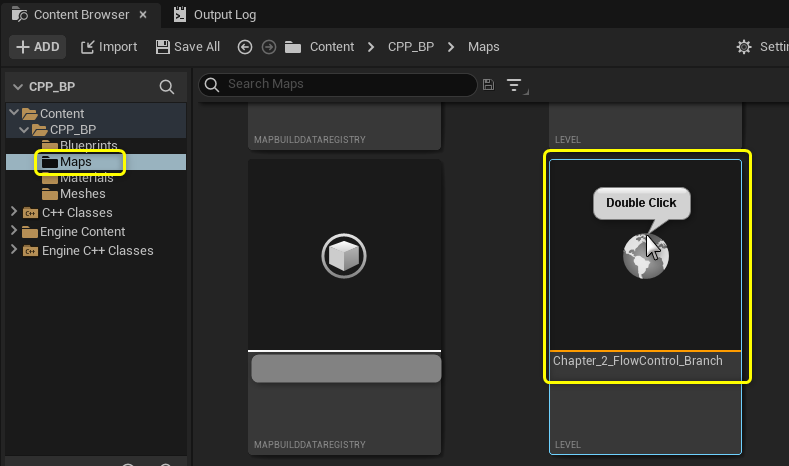 Content Browser
Output Log
ADD
Import
Save All
Content
CPP_BP
Maps
CPP_BP
Search Maps
Content
CPP_BP
Blueprints
Maps
Materials
Meshes
C++ Classes
Engine Content
Engine C++ Classes
MAPBUILDDATAREGISTRY
LEVEL
Double Click
Chapter_2_FlowControl_Branch
MAPBUILDDATAREGISTRY
LEVEL